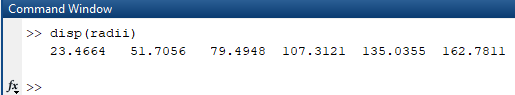 Command Window
>> disp(radii)
23.4664 51.7056 79.4948 107.3121 135.0355 162.7811
fx >>